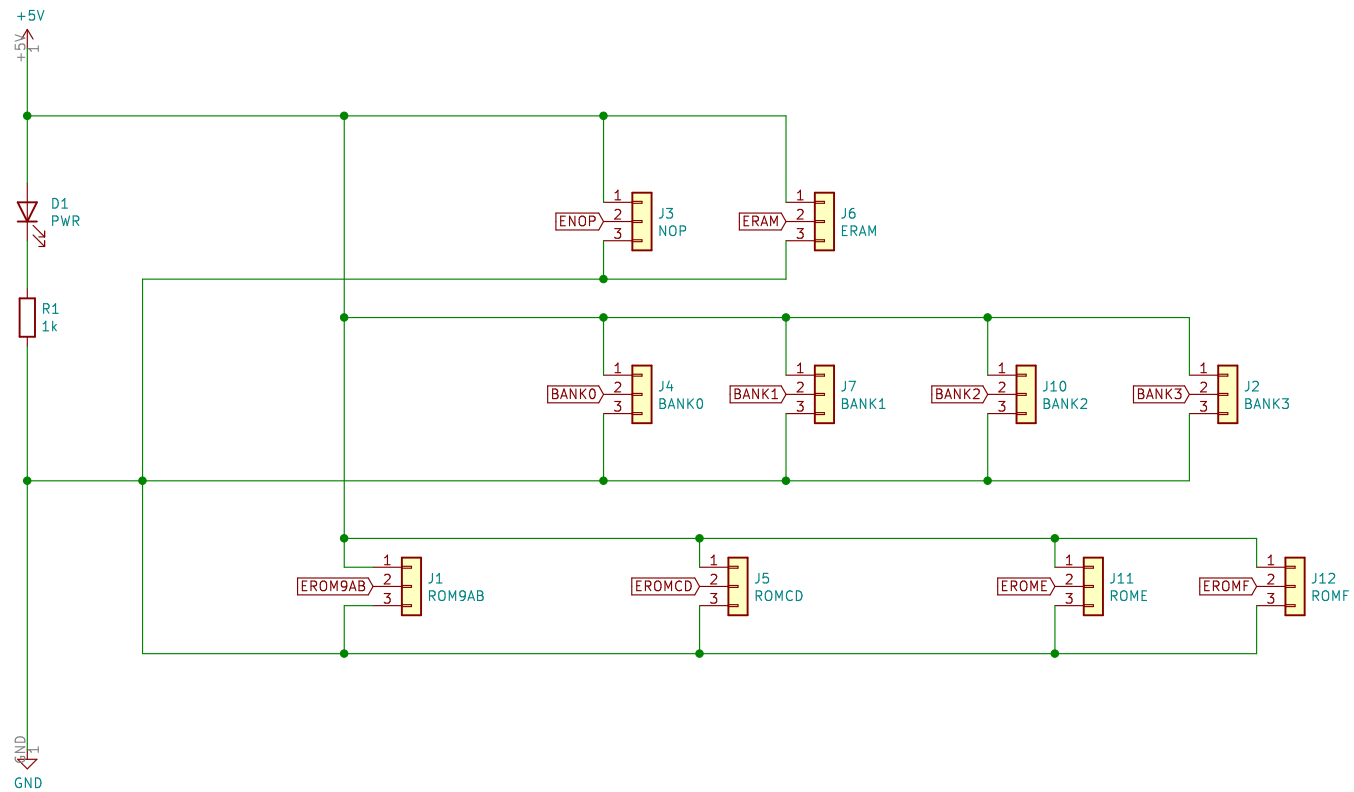 +5V
+5V
1
D1
PWR
R1
1k
ENOP
1
2
3
J3
NOP
ERAM
1
2
3
J6
ERAM
BANK0
1
2
3
J4
BANK0
BANK1
1
2
3
J7
BANK1
BANK2
1
2
3
J10
BANK2
BANK3
1
2
3
J2
BANK3
EROM9AB
1
2
3
J1
ROM9AB
EROMCD
1
2
3
J5
ROMCD
EROME
1
2
3
J11
ROME
EROMF
1
2
3
J12
ROMF
GND
1
GND